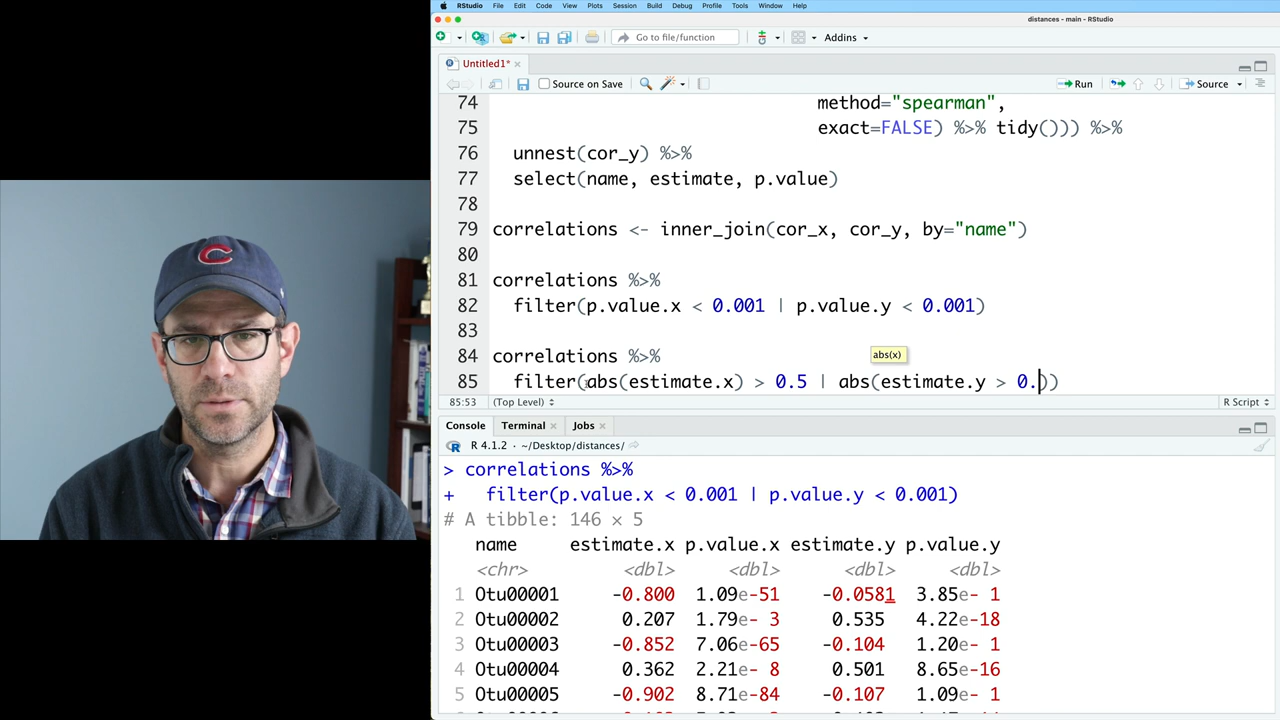 RStudio File Edit Code View Plots Session Build Debug Profile Tools Window Help
distances - main - RStudio
Go to file/function
Addins
Untitled1*
Source on Save
Run
Source
74 method="spearman",
75 exact=FALSE) %>% tidy())) %>%
76 unnest(cor_y) %>%
77 select(name, estimate, p.value)
78
79 correlations <- inner_join(cor_x, cor_y, by="name")
80
81 correlations %>%
82 filter(p.value.x < 0.001 | p.value.y < 0.001)
83
84 correlations %>%
abs(x)
85 filter(abs(estimate.x) > 0.5 | abs(estimate.y > 0.))
85:53 (Top Level) R Script
Console Terminal Jobs
R 4.1.2 · ~/Desktop/distances/
> correlations %>%
+ filter(p.value.x < 0.001 | p.value.y < 0.001)
# A tibble: 146 × 5
name estimate.x p.value.x estimate.y p.value.y
<chr> <dbl> <dbl> <dbl> <dbl>
1 Otu00001 -0.800 1.09e-51 -0.0581 3.85e- 1
2 Otu00002 0.207 1.79e- 3 0.535 4.22e-18
3 Otu00003 -0.852 7.06e-65 -0.104 1.20e- 1
4 Otu00004 0.362 2.21e- 8 0.501 8.65e-16
5 Otu00005 -0.902 8.71e-84 -0.107 1.09e- 1